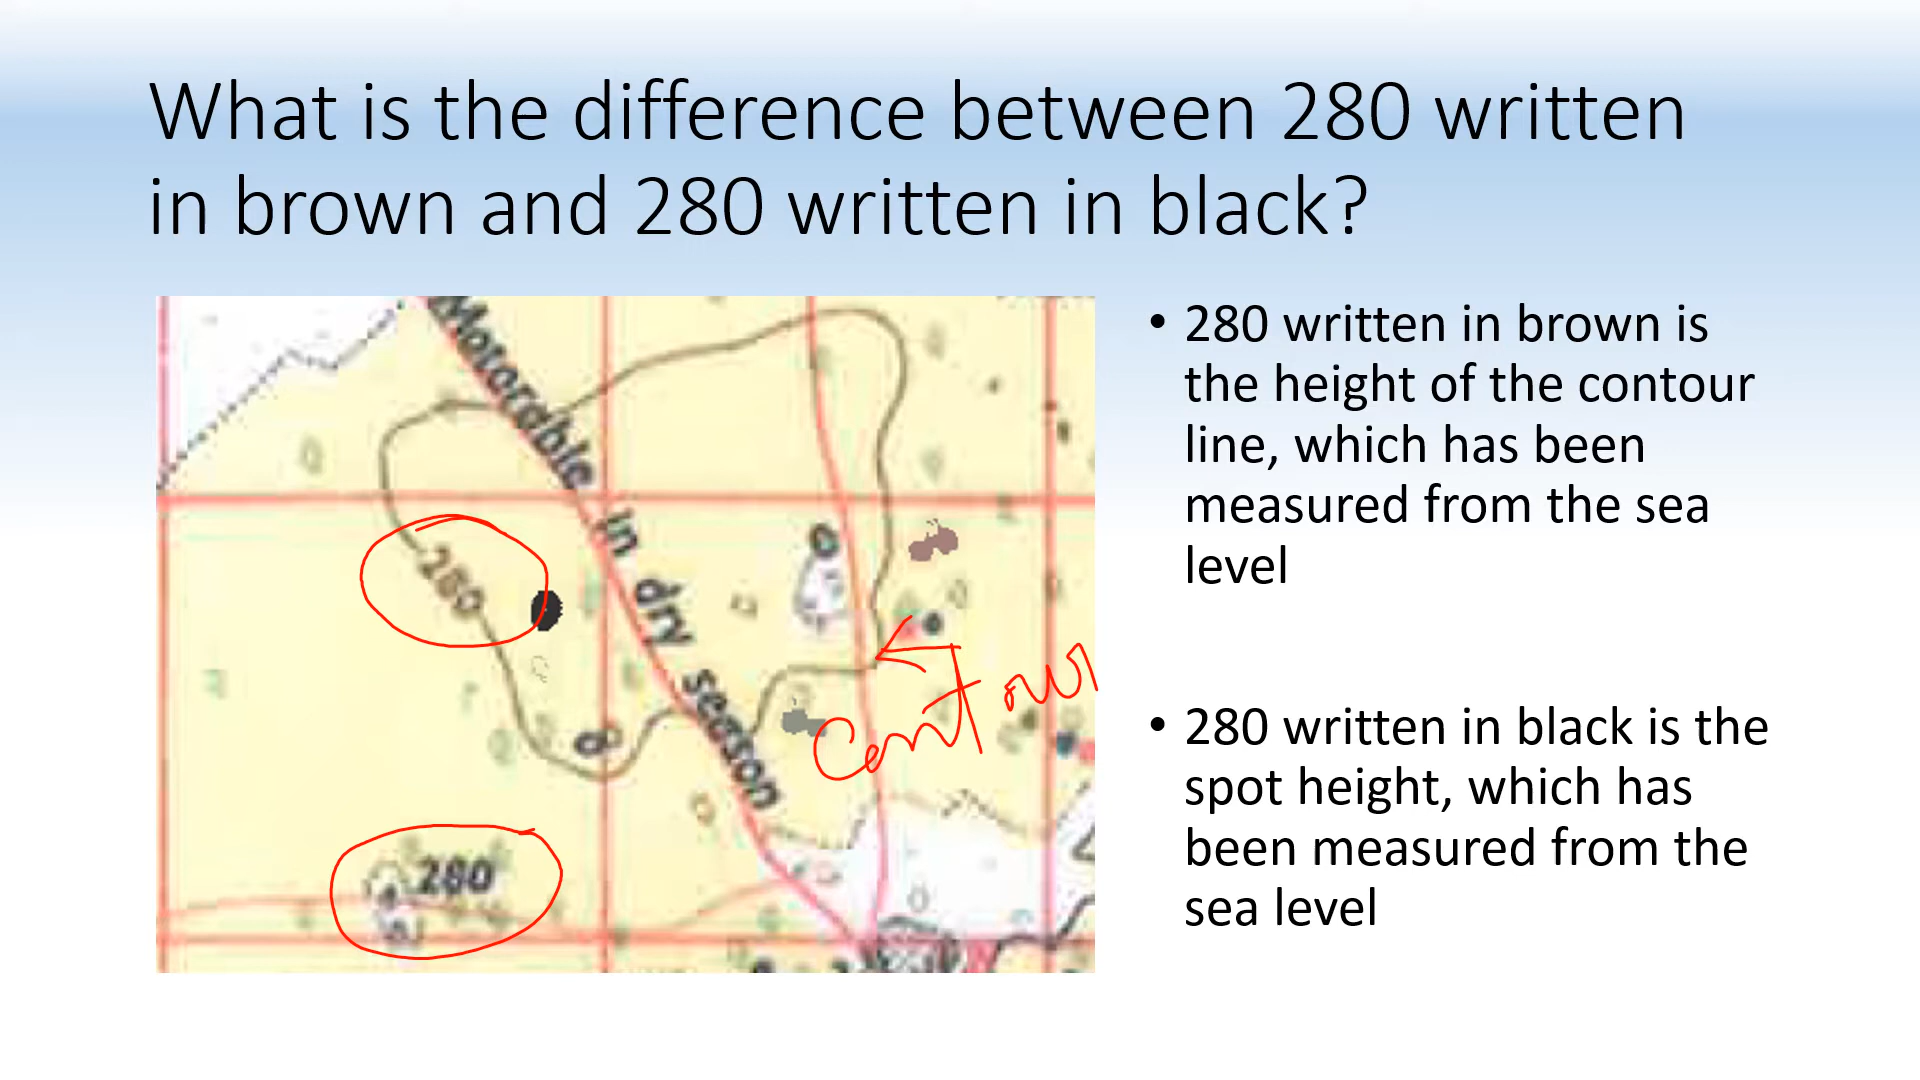 What is the difference between 280 written
in brown and 280 written in black?
Motorable in dry season
280
280
Contour
• 280 written in brown is
the height of the contour
line, which has been
measured from the sea
level
• 280 written in black is the
spot height, which has
been measured from the
sea level